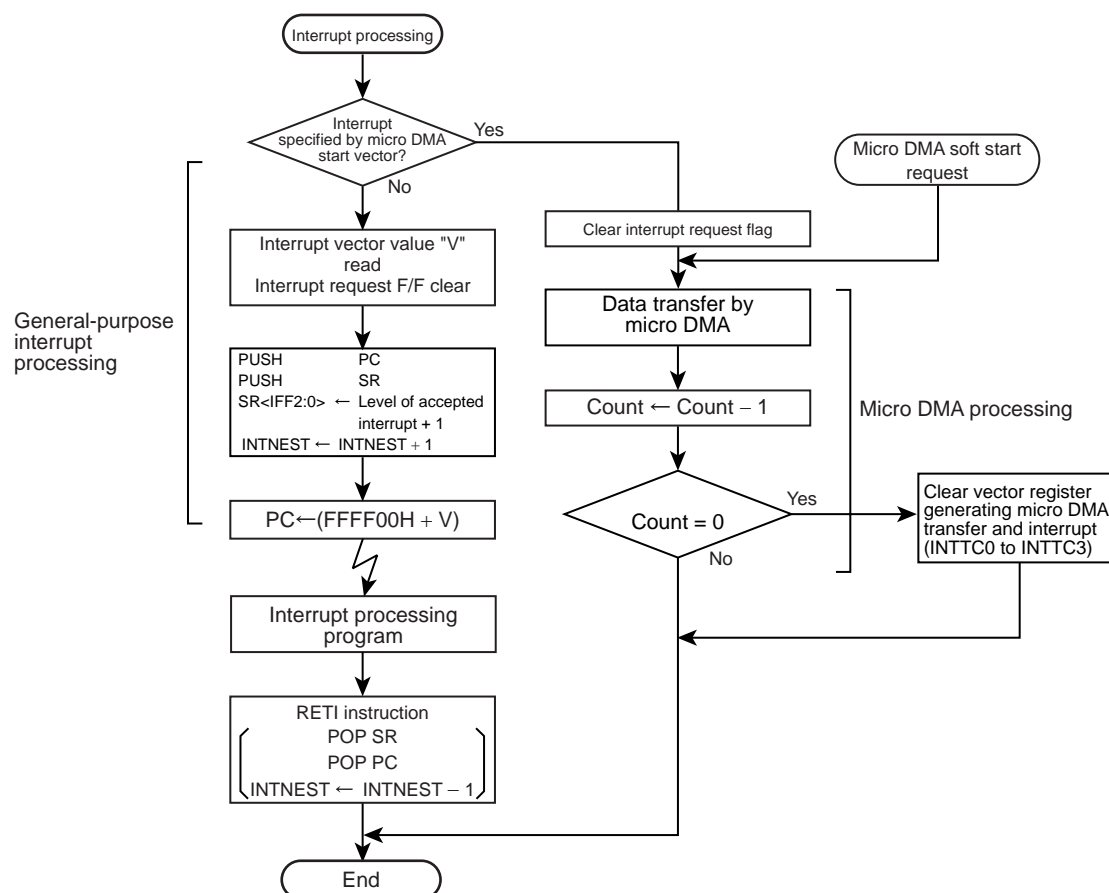 Interrupt processing
Interrupt
specified by micro DMA
start vector?
Yes
No
Micro DMA soft start
request
General-purpose
interrupt
processing
Interrupt vector value "V"
read
Interrupt request F/F clear
PUSH PC
PUSH SR
SR<IFF2:0> ← Level of accepted
interrupt + 1
INTNEST ← INTNEST + 1
PC←(FFFF00H + V)
Interrupt processing
program
RETI instruction
POP SR
POP PC
INTNEST ← INTNEST – 1
End
Clear interrupt request flag
Data transfer by
micro DMA
Count ← Count – 1
Micro DMA processing
Count = 0
Yes
No
Clear vector register
generating micro DMA
transfer and interrupt
(INTTC0 to INTTC3)